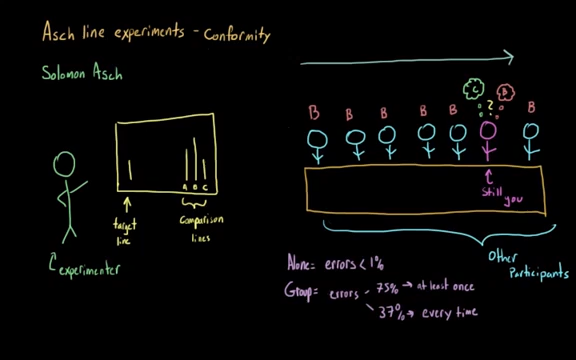 Asch line experiments - Conformity
Solomon Asch
C
?
B
B
B
B
B
B
B
A B C
Still you
target line
Comparison lines
experimenter
Other Participants
Alone = errors < 1%
Group = errors
75% → at least once
37% → every time